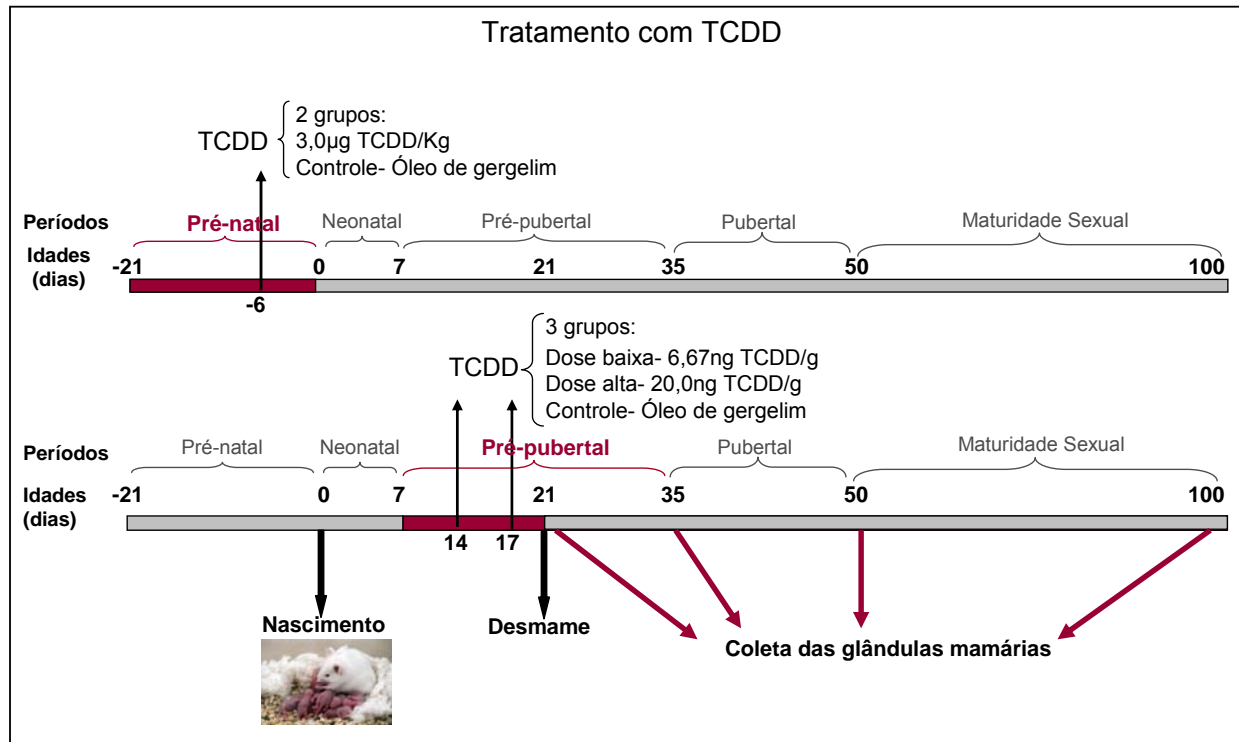 Tratamento com TCDD
2 grupos:
TCDD
3,0µg TCDD/Kg
Controle- Óleo de gergelim
Períodos
Pré-natal
Neonatal
Pré-pubertal
Pubertal
Maturidade Sexual
Idades
(dias)
-21
0
7
21
35
50
100
-6
3 grupos:
TCDD
Dose baixa- 6,67ng TCDD/g
Dose alta- 20,0ng TCDD/g
Controle- Óleo de gergelim
Períodos
Pré-natal
Neonatal
Pré-pubertal
Pubertal
Maturidade Sexual
Idades
(dias)
-21
0
7
21
35
50
100
14
17
Nascimento
Desmame
Coleta das glândulas mamárias